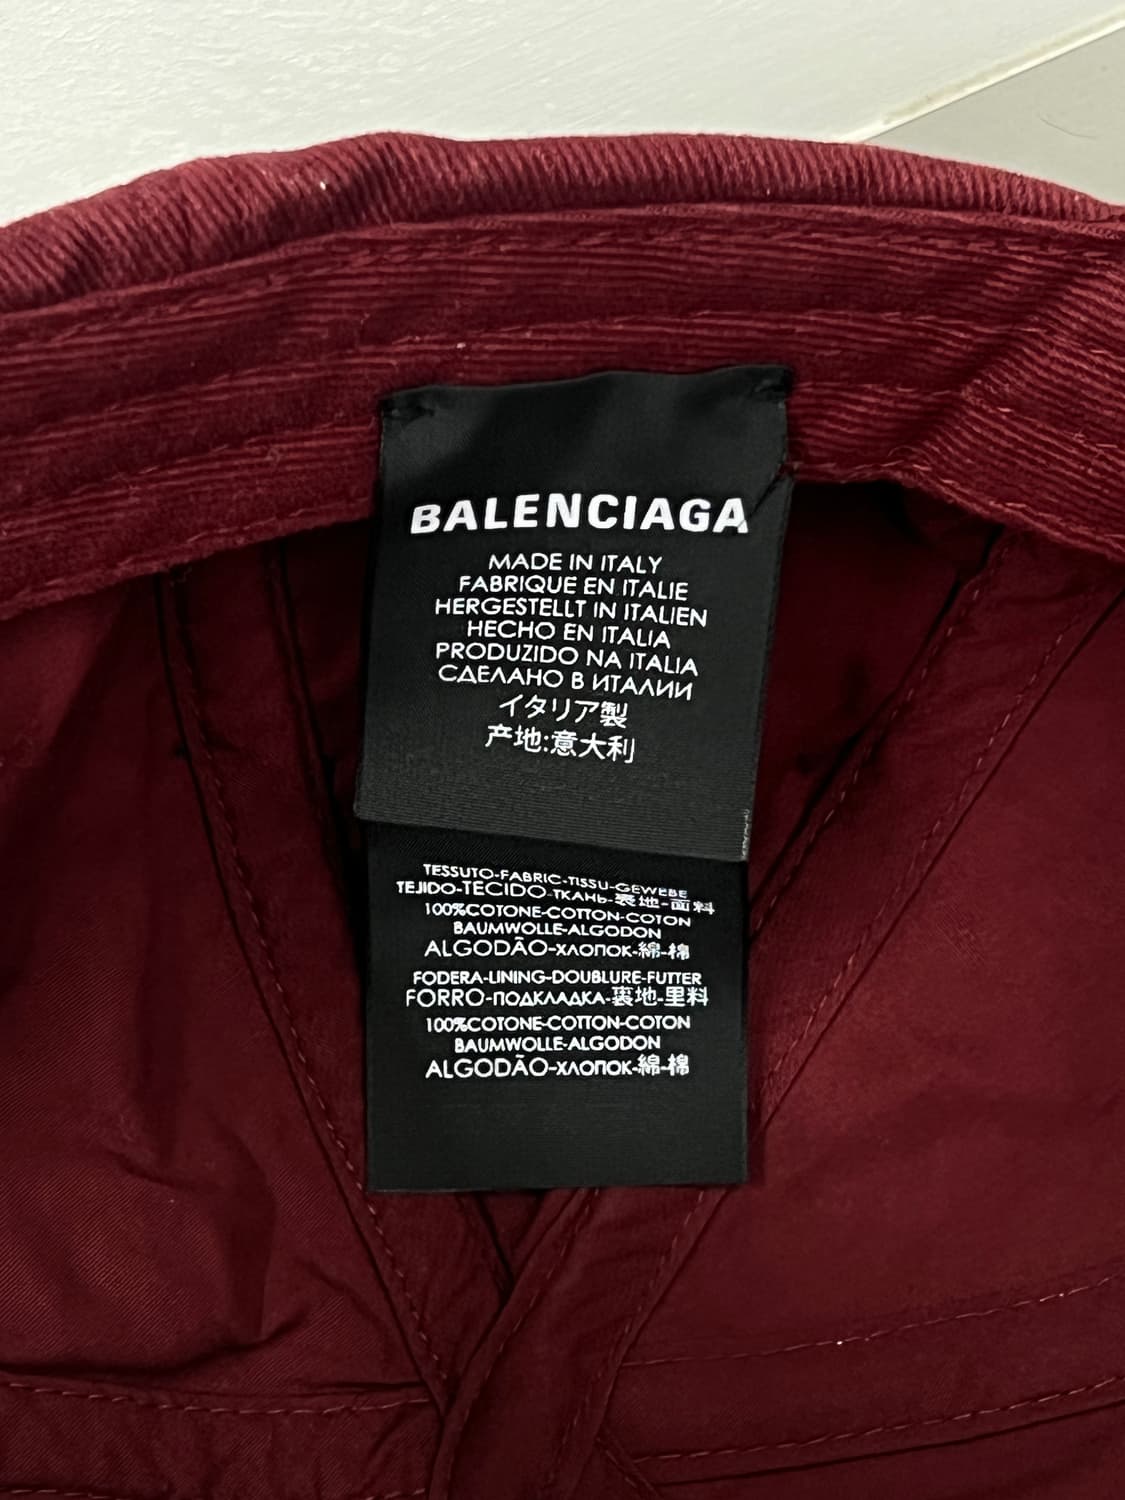 BALENCIAGA
MADE IN ITALY
FABRIQUE EN ITALIE
HERGESTELLT IN ITALIEN
HECHO EN ITALIA
PRODUZIDO NA ITALIA
СДЕЛАНО В ИТАЛИИ
イタリア製
产地:意大利
TESSUTO-FABRIC-TISSU-GEWEBE
TEJIDO-TECIDO-ТКАНЬ-表地-面料
100%COTONE-COTTON-COTON
BAUMWOLLE-ALGODON
ALGODÃO-ХЛОПОК-綿-棉
FODERA-LINING-DOUBLURE-FUTTER
FORRO-ПОДКЛАДКА-裏地-里料
100%COTONE-COTTON-COTON
BAUMWOLLE-ALGODON
ALGODÃO-ХЛОПОК-綿-棉